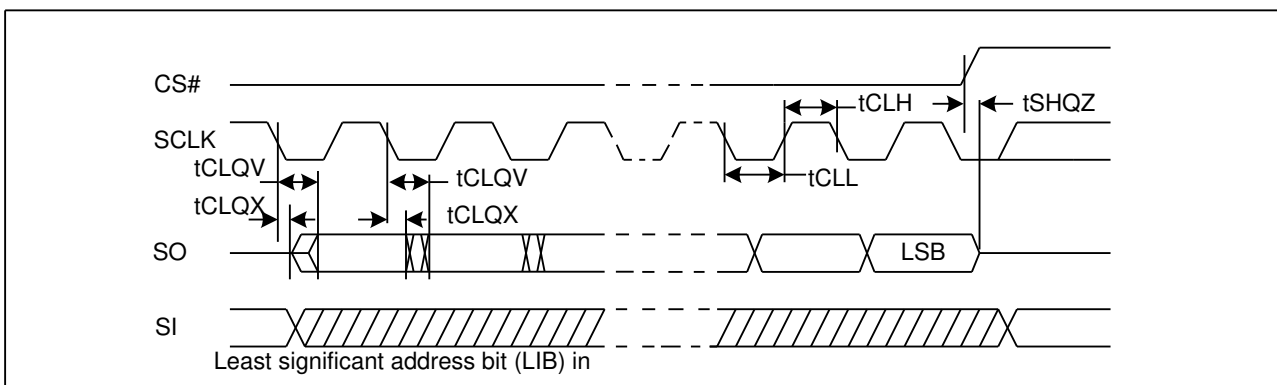 CS#
tCLH
tSHQZ
SCLK
tCLQV
tCLQV
tCLL
tCLQX
tCLQX
SO
LSB
SI
Least significant address bit (LIB) in